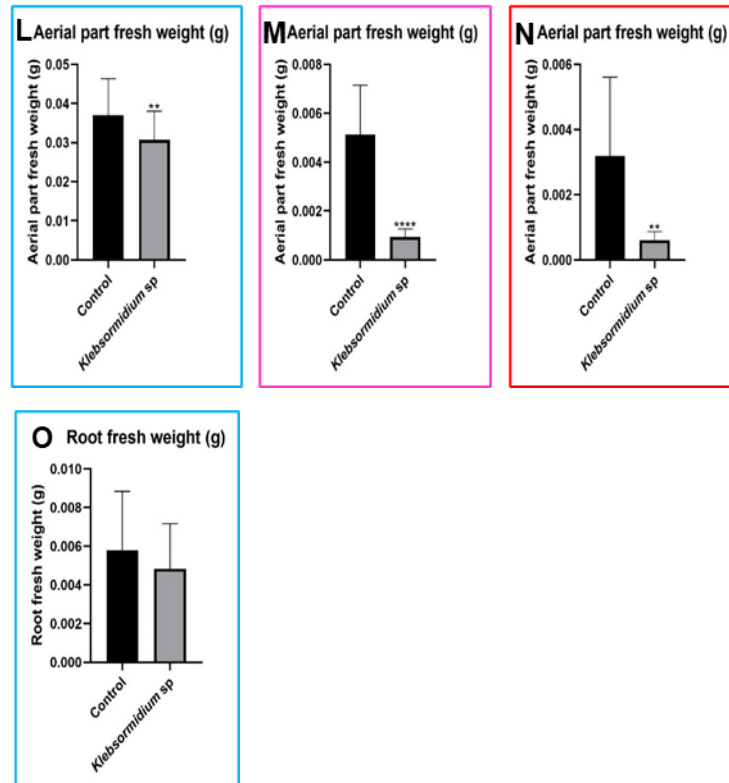 L Aerial part fresh weight (g)
Aerial part fresh weight (g)
0.05
0.04
0.03
0.02
0.01
0.00
**
Control
Klebsormidium sp
M Aerial part fresh weight (g)
Aerial part fresh weight (g)
0.008
0.006
0.004
0.002
0.000
****
Control
Klebsormidium sp
N Aerial part fresh weight (g)
Aerial part fresh weight (g)
0.006
0.004
0.002
0.000
**
Control
Klebsormidium sp
O Root fresh weight (g)
Root fresh weight (g)
0.010
0.008
0.006
0.004
0.002
0.000
Control
Klebsormidium sp